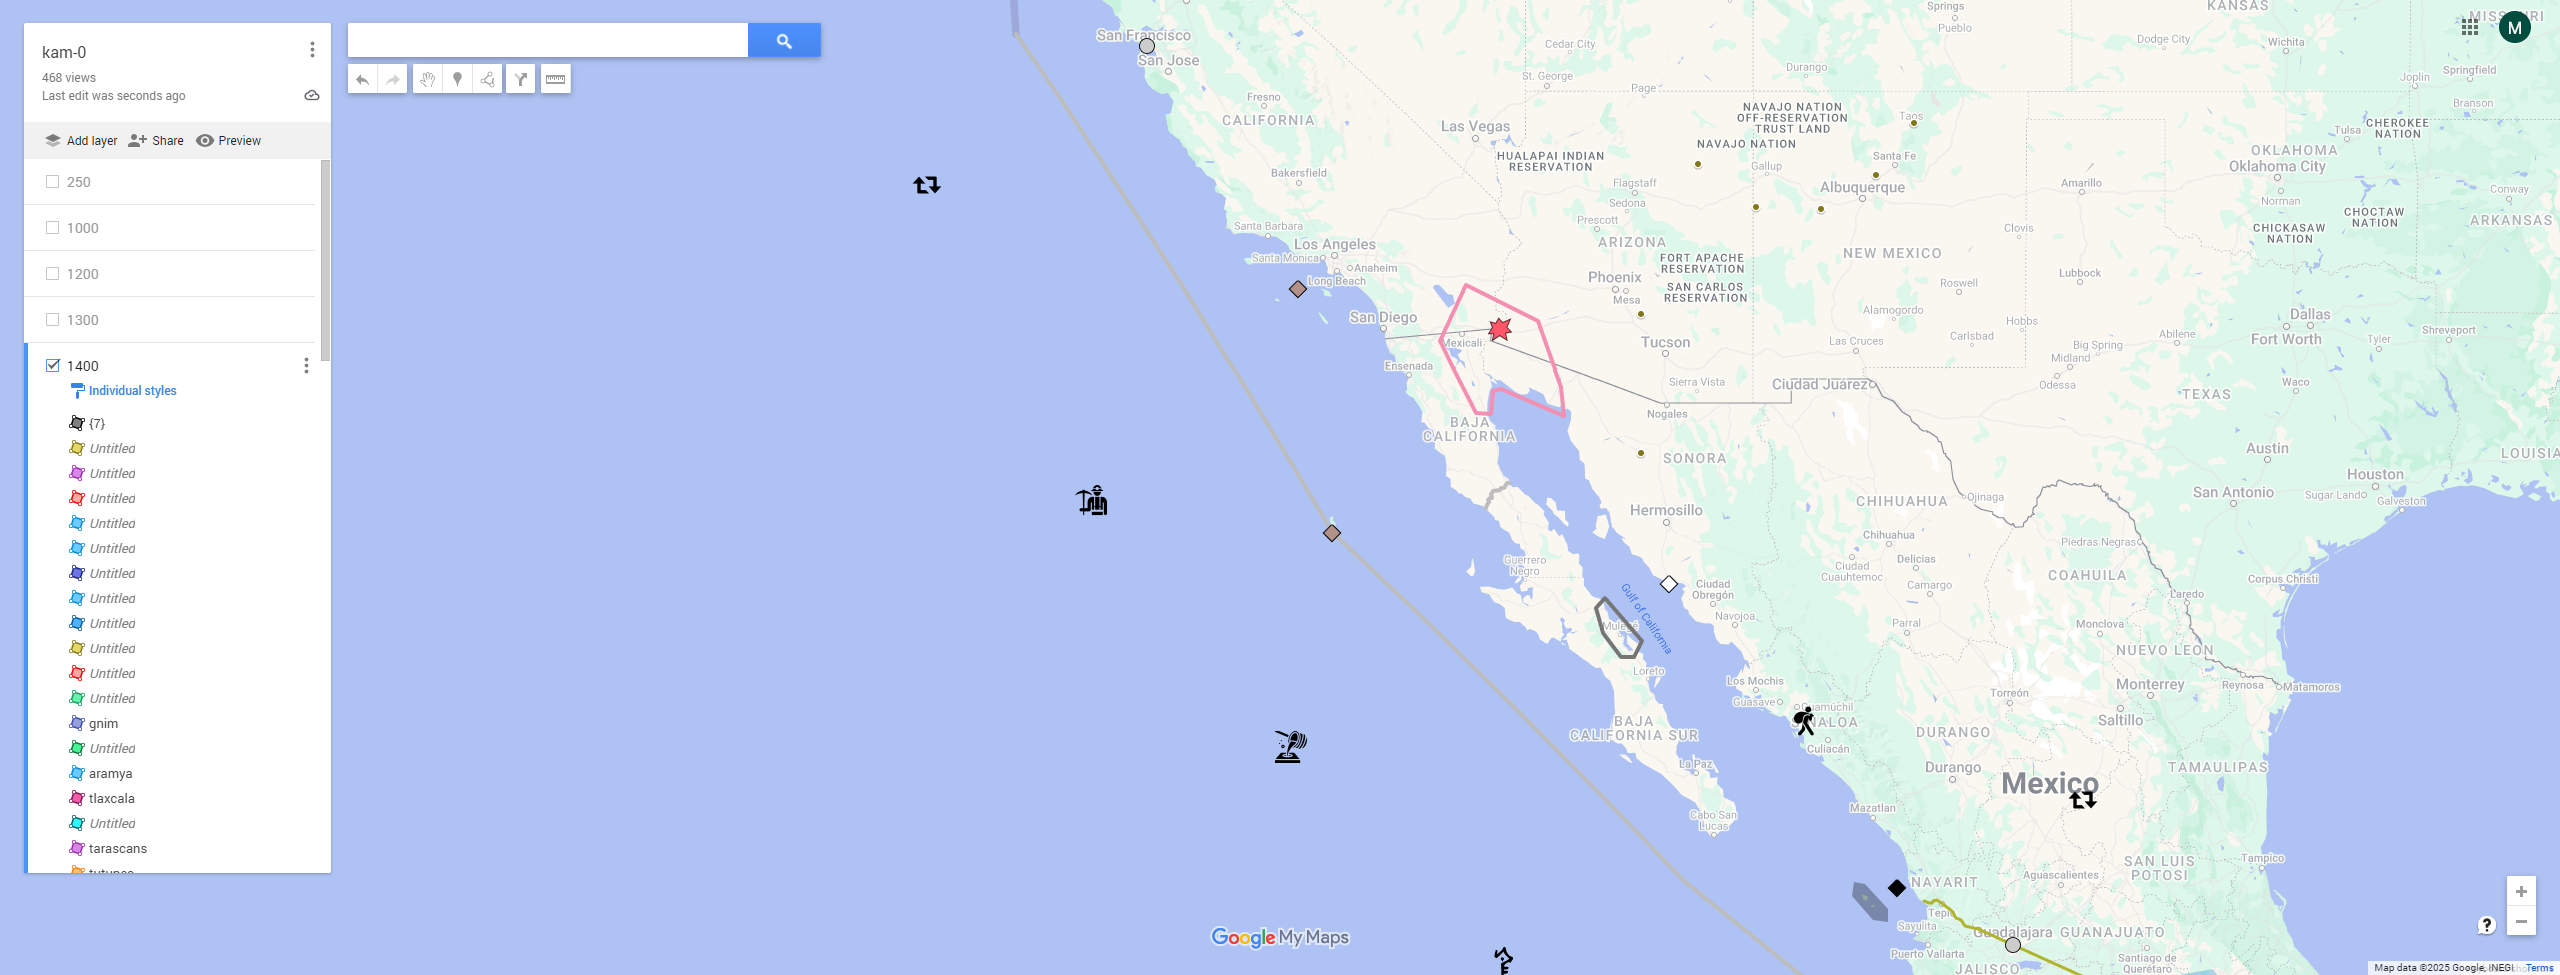 kam-0
468 views
Last edit was seconds ago
Add layer
Share
Preview
250
1000
1200
1300
1400
Individual styles
{7}
Untitled
Untitled
Untitled
Untitled
Untitled
Untitled
Untitled
Untitled
Untitled
Untitled
Untitled
gnim
Untitled
aramya
tlaxcala
Untitled
tarascans
M
San Francisco
San Jose
Fresno
CALIFORNIA
Bakersfield
Santa Barbara
Los Angeles
Santa Monica
Anaheim
Long Beach
San Diego
Mexicali
Ensenada
BAJA
CALIFORNIA
Las Vegas
Cedar City
St. George
Page
Durango
Springs
Pueblo
KANSAS
MISSOURI
Dodge City
Wichita
Joplin
Springfield
Branson
NAVAJO NATION
OFF-RESERVATION
TRUST LAND
NAVAJO NATION
Taos
Gallup
Santa Fe
Albuquerque
HUALAPAI INDIAN
RESERVATION
Flagstaff
Sedona
Prescott
ARIZONA
FORT APACHE
RESERVATION
SAN CARLOS
RESERVATION
Phoenix
Mesa
Tucson
Sierra Vista
Nogales
NEW MEXICO
Clovis
Roswell
Alamogordo
Las Cruces
Carlsbad
Hobbs
Lubbock
Amarillo
CHEROKEE
NATION
Tulsa
OKLAHOMA
Oklahoma City
Norman
Conway
CHOCTAW
NATION
CHICKASAW
NATION
ARKANSAS
Dallas
Fort Worth
Abilene
Tyler
Shreveport
Big Spring
Midland
Odessa
Waco
TEXAS
Ciudad Juárez
Austin
Houston
San Antonio
Sugar Land
Galveston
LOUISIA
Corpus Christi
Laredo
SONORA
Hermosillo
CHIHUAHUA
Ojinaga
Chihuahua
Delicias
Ciudad
Cuauhtemoc
Camargo
Piedras Negras
COAHUILA
Ciudad
Obregón
Navojoa
Parral
Monclova
NUEVO LEON
Guerrero
Negro
Gulf of California
Mulegé
Loreto
BAJA
CALIFORNIA SUR
La Paz
Cabo San
Lucas
Los Mochis
Guasave
Guamúchil
SINALOA
Culiacán
Torreón
Monterrey
Reynosa
Matamoros
Saltillo
DURANGO
Durango
TAMAULIPAS
Mexico
Mazatlan
SAN LUIS
POTOSI
Tampico
Aguascalientes
NAYARIT
Tepic
Sayulita
Puerto Vallarta
Guadalajara
GUANAJUATO
JALISCO
Santiago de
Querétaro
Google My Maps
Map data ©2025 Google, INEGI
Terms